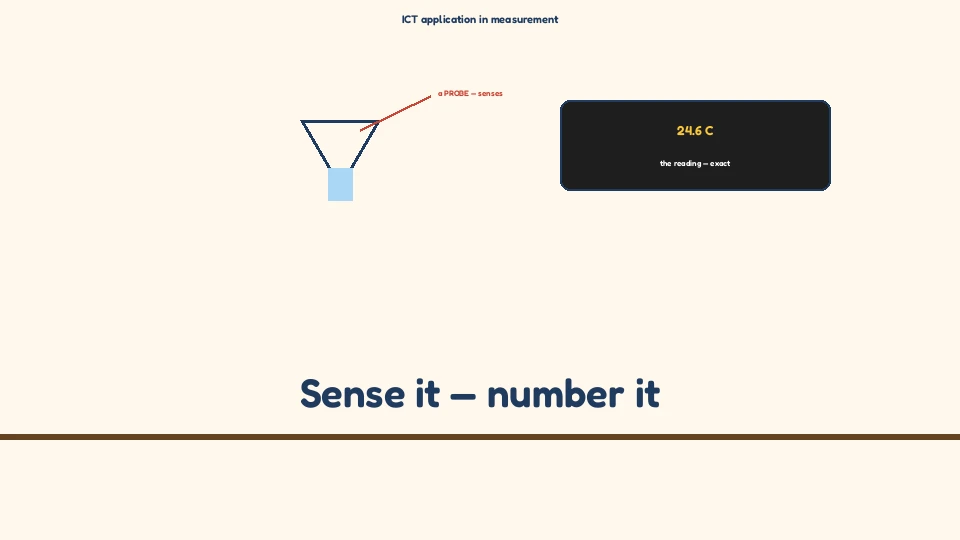 ICT application in measurement
a PROBE — senses
24.6 C
the reading — exact
Sense it — number it